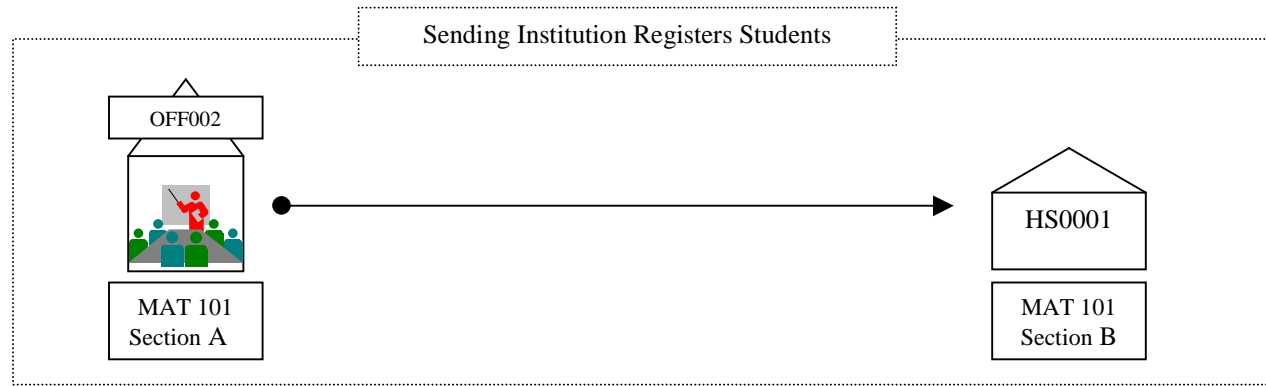 Sending Institution Registers Students
OFF002
HS0001
MAT 101
Section A
MAT 101
Section B